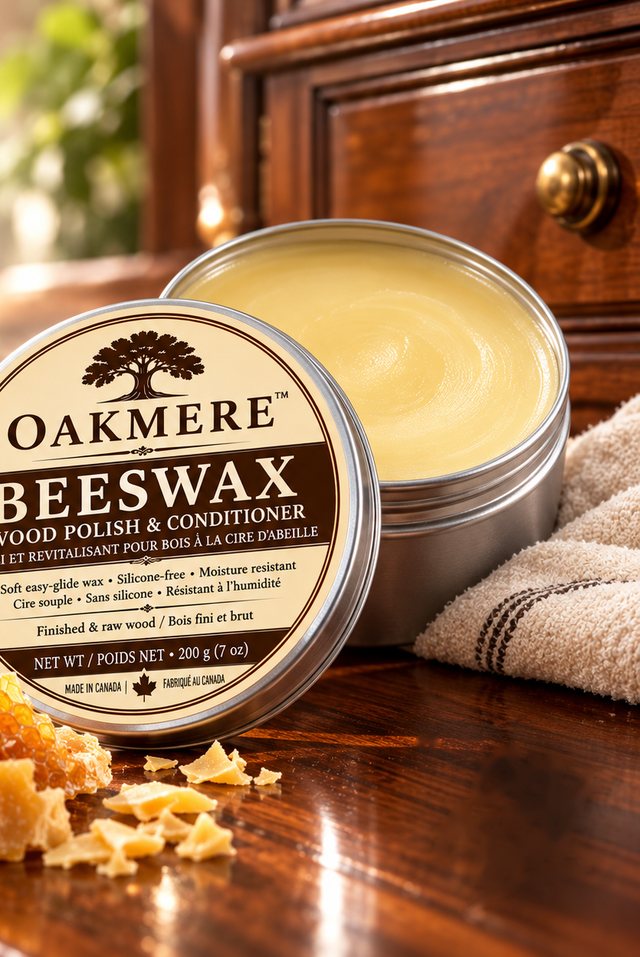 OAKMERE™
BEESWAX
WOOD POLISH & CONDITIONER
ET REVITALISANT POUR BOIS À LA CIRE D'ABEILLE
Soft easy-glide wax • Silicone-free • Moisture resistant
Cire souple • Sans silicone • Résistant à l'humidité
Finished & raw wood / Bois fini et brut
NET WT / POIDS NET • 200 g (7 oz)
MADE IN CANADA | FABRIQUÉ AU CANADA